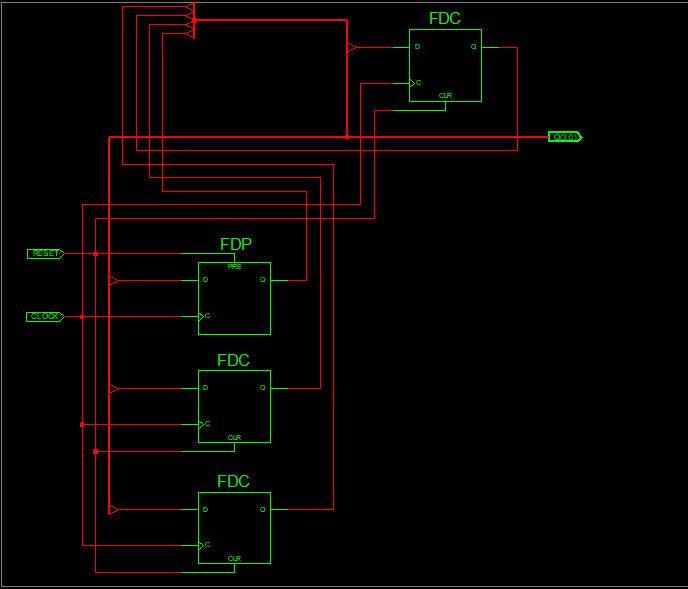 FDC
D Q
C
CLR
Q(3:0)
RESET
FDP
PRE
D Q
CLOCK
C
FDC
D Q
C
CLR
FDC
D Q
C
CLR